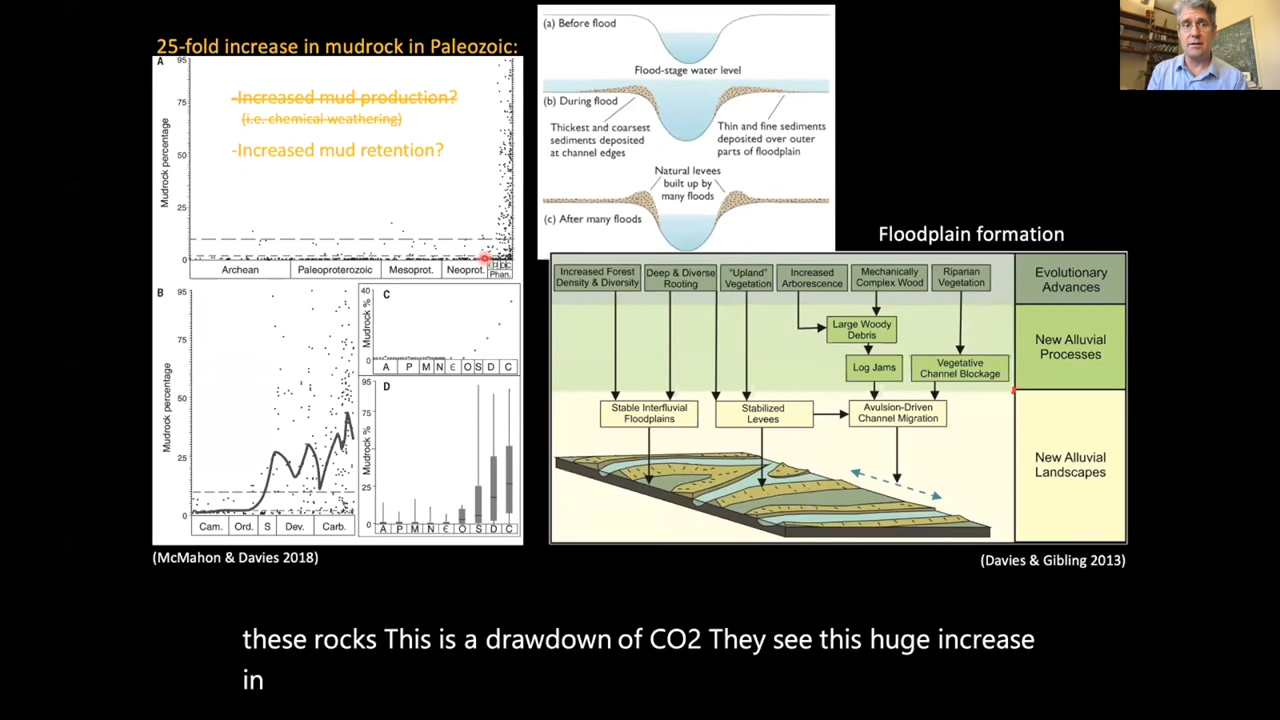 25-fold increase in mudrock in Paleozoic:
A
95
75
50
25
0
Mudrock percentage
-Increased mud production?
(i.e. chemical weathering)
-Increased mud retention?
Archean
Paleoproterozoic
Mesoprot.
Neoprot.
Phan.
B
95
75
50
25
0
Mudrock percentage
Cam.
Ord.
S
Dev.
Carb.
C
40
0
Mudrock %
A P M N Є O S D C
D
95
75
50
25
0
Mudrock %
A P M N Є O S D C
(McMahon & Davies 2018)
(a) Before flood
Flood-stage water level
(b) During flood
Thickest and coarsest
sediments deposited
at channel edges
Thin and fine sediments
deposited over outer
parts of floodplain
Natural levees
built up by
many floods
(c) After many floods
Floodplain formation
Increased Forest
Density & Diversity
Deep & Diverse
Rooting
"Upland"
Vegetation
Increased
Arborescence
Mechanically
Complex Wood
Riparian
Vegetation
Evolutionary
Advances
Large Woody
Debris
Log Jams
Vegetative
Channel Blockage
New Alluvial
Processes
Stable Interfluvial
Floodplains
Stabilized
Levees
Avulsion-Driven
Channel Migration
New Alluvial
Landscapes
(Davies & Gibling 2013)
these rocks This is a drawdown of CO2 They see this huge increase
in